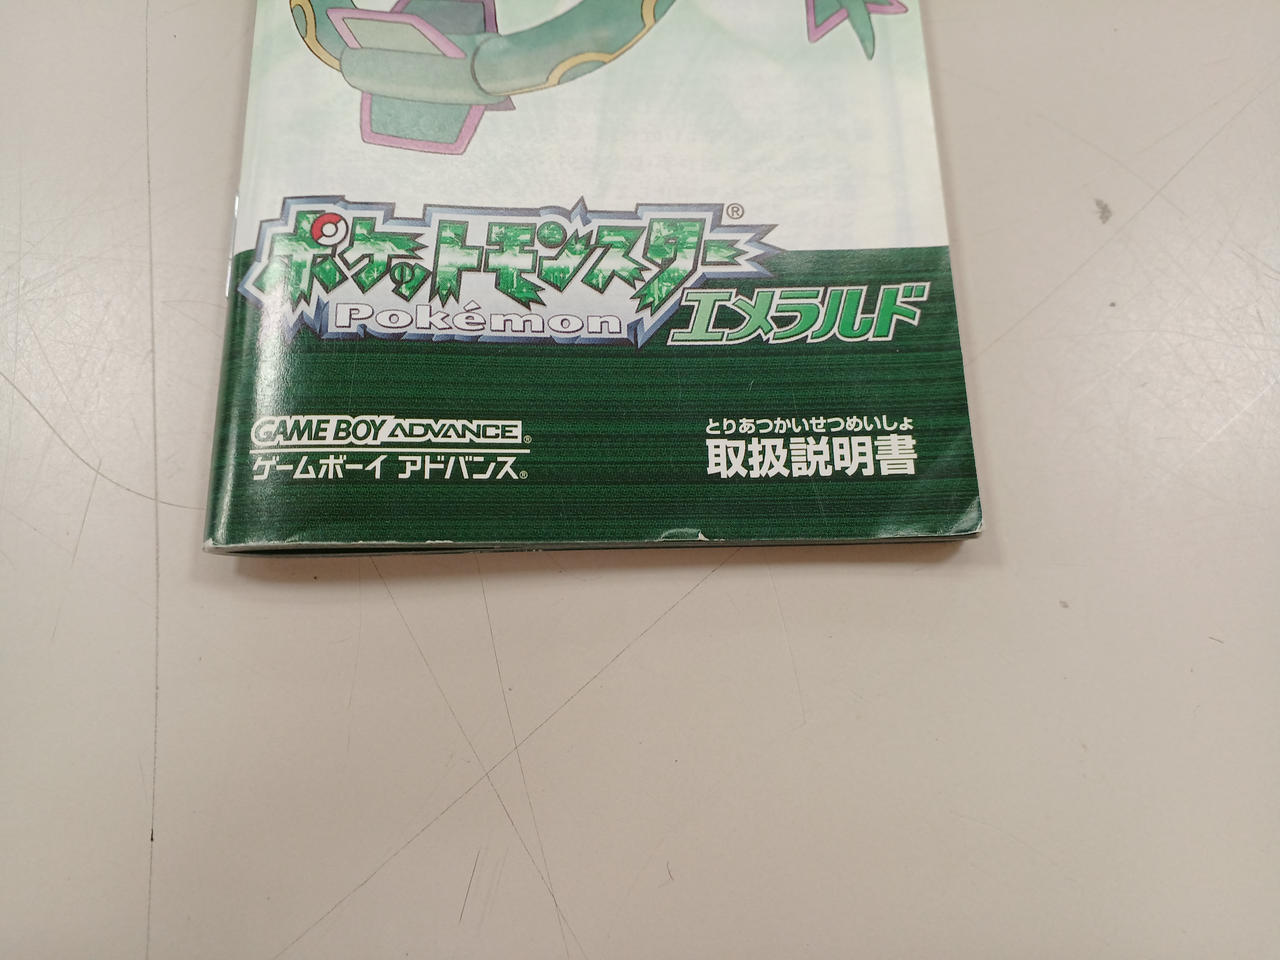 ポケットモンスター®
Pokémon
エメラルド
GAME BOY ADVANCE®
ゲームボーイ アドバンス®
とりあつかいせつめいしょ
取扱説明書